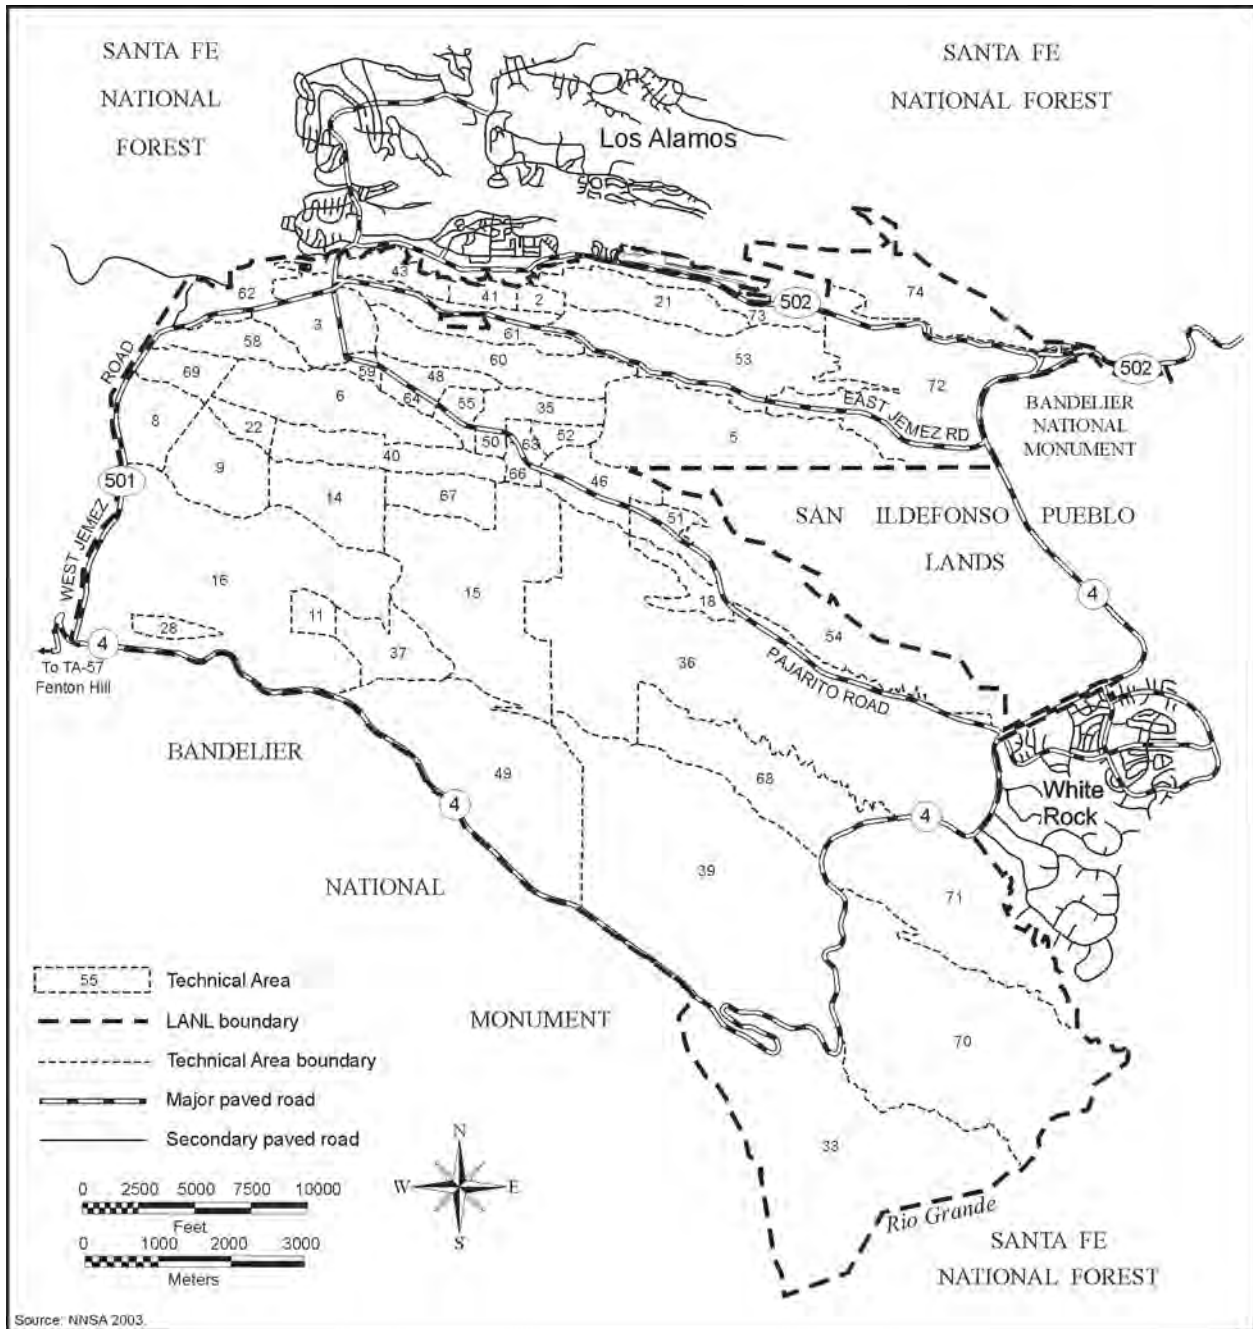 SANTA FE
NATIONAL
FOREST
SANTA FE
NATIONAL FOREST
Los Alamos
43
62
41
2
21
73
502
74
3
61
58
60
53
502
69
59
48
72
6
64
55
35
EAST JEMEZ RD
BANDELIER
NATIONAL
MONUMENT
8
22
50
63
52
5
9
40
66
46
501
14
67
51
SAN ILDEFONSO PUEBLO
LANDS
WEST JEMEZ ROAD
16
15
18
4
11
28
54
4
37
36
PAJARITO ROAD
To TA-57
Fenton Hill
BANDELIER
49
68
White
Rock
4
4
39
71
NATIONAL
55 Technical Area
LANL boundary
MONUMENT
70
Technical Area boundary
Major paved road
Secondary paved road
33
N
W E
S
0 2500 5000 7500 10000
Feet
0 1000 2000 3000
Meters
Rio Grande
SANTA FE
NATIONAL FOREST
Source: NNSA 2003.